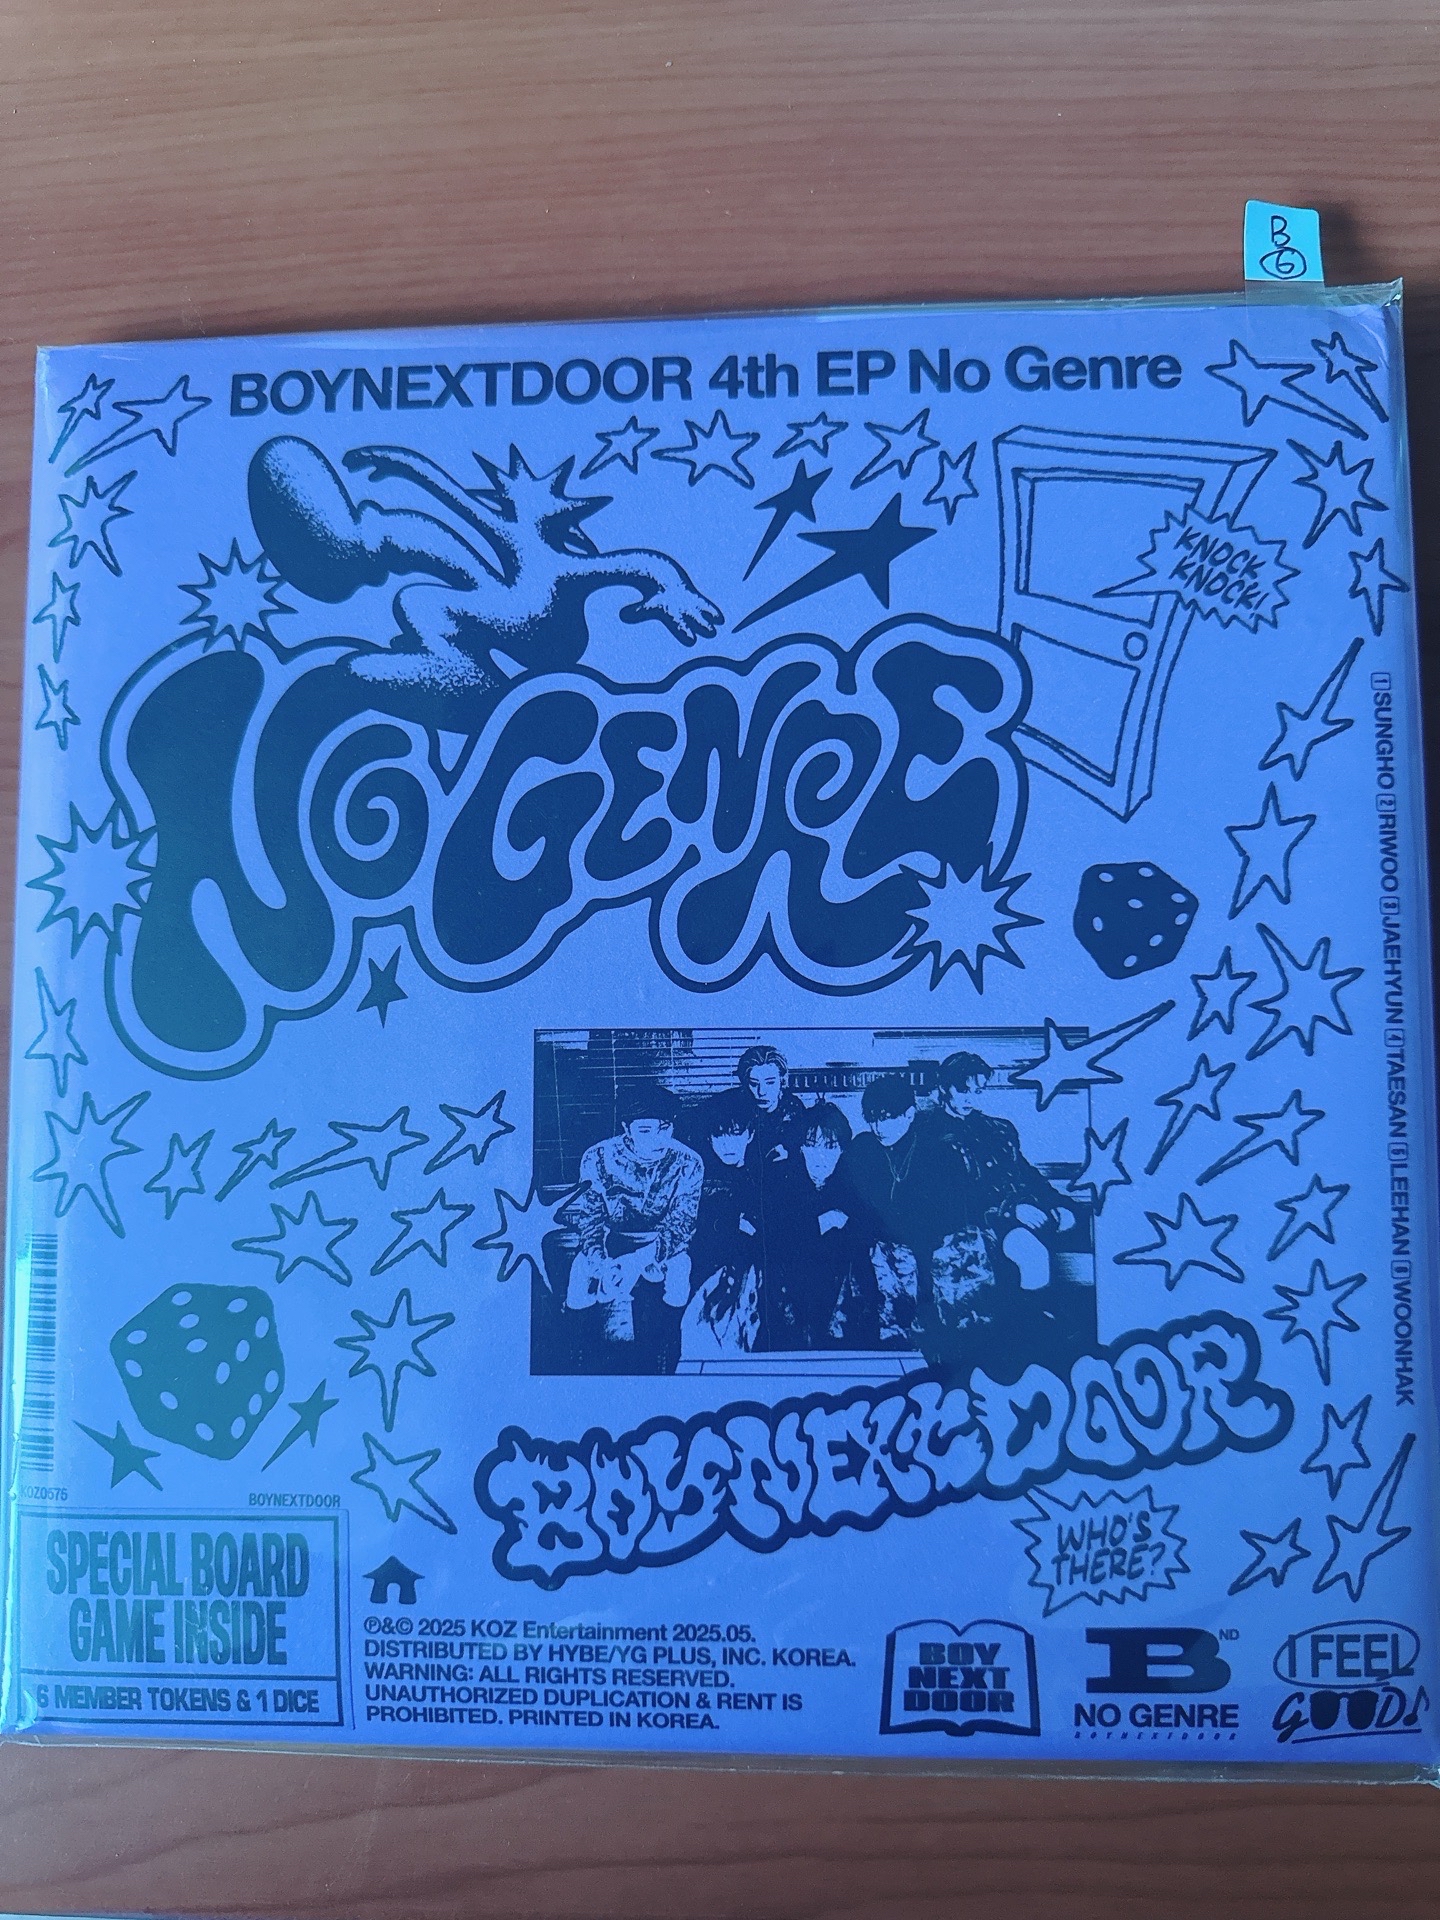 B
6
BOYNEXTDOOR 4th EP No Genre
KNOCK
KNOCK!
NO GENRE
1 SUNGHO 2 RIWOO 3 JAEHYUN 4 TAESAN 5 LEEHAN 6 WOONHAK
BOYNEXTDOOR
WHO'S
THERE?
KOZ0575
BOYNEXTDOOR
SPECIAL BOARD
GAME INSIDE
6 MEMBER TOKENS & 1 DICE
℗&© 2025 KOZ Entertainment 2025.05.
DISTRIBUTED BY HYBE/YG PLUS, INC. KOREA.
WARNING: ALL RIGHTS RESERVED.
UNAUTHORIZED DUPLICATION & RENT IS
PROHIBITED. PRINTED IN KOREA.
BOY
NEXT
DOOR
B ND
NO GENRE
BOYNEXTDOOR
I FEEL
GOOD♪